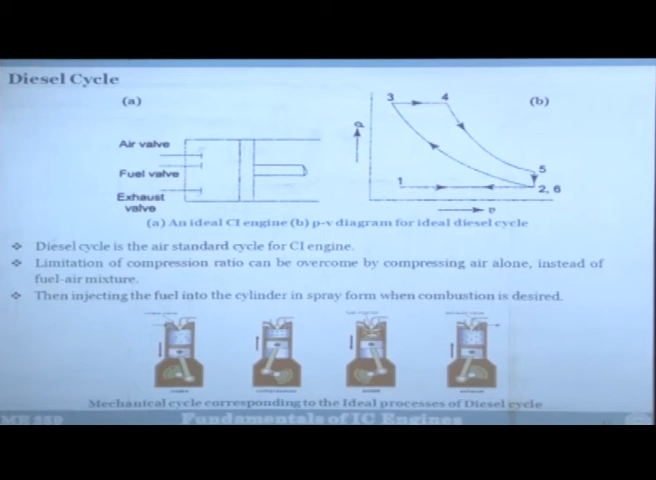 Diesel Cycle
(a)
3
4
(b)
Air valve
Fuel valve
5
1
2, 6
Exhaust
valve
(a) An ideal CI engine (b) p-v diagram for ideal diesel cycle
Diesel cycle is the air standard cycle for CI engine.
Limitation of compression ratio can be overcome by compressing air alone, instead of
fuel-air mixture.
Then injecting the fuel into the cylinder in spray form when combustion is desired.
Mechanical cycle corresponding to the Ideal processes of Diesel cycle
Fundamentals of IC Engines